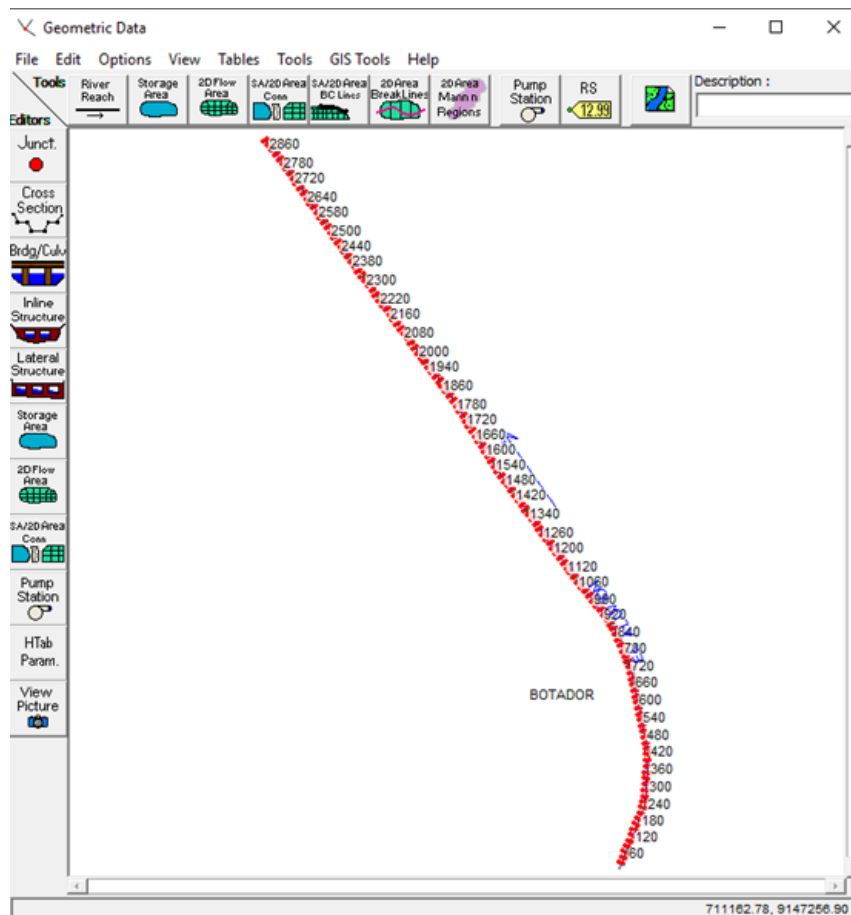 Geometric Data
File Edit Options View Tables Tools GIS Tools Help
Tools
Editors
River Reach
Storage Area
2D Flow Area
SA/2D Area Conn
SA/2D Area BC Lines
2D Area BreakLines
2D Area Mann n Regions
Pump Station
RS
12.99
Description :
Junct.
Cross Section
Brdg/Culv
Inline Structure
Lateral Structure
Storage Area
2D Flow Area
SA/2D Area Conn
Pump Station
HTab Param.
View Picture
2860
2780
2720
2640
2580
2500
2440
2380
2300
2220
2160
2080
2000
1940
1860
1780
1720
1660
1600
1540
1480
1420
1340
1260
1200
1120
1060
920
840
720
660
BOTADOR
600
540
480
420
360
300
240
180
120
60
711162.78, 9147256.90